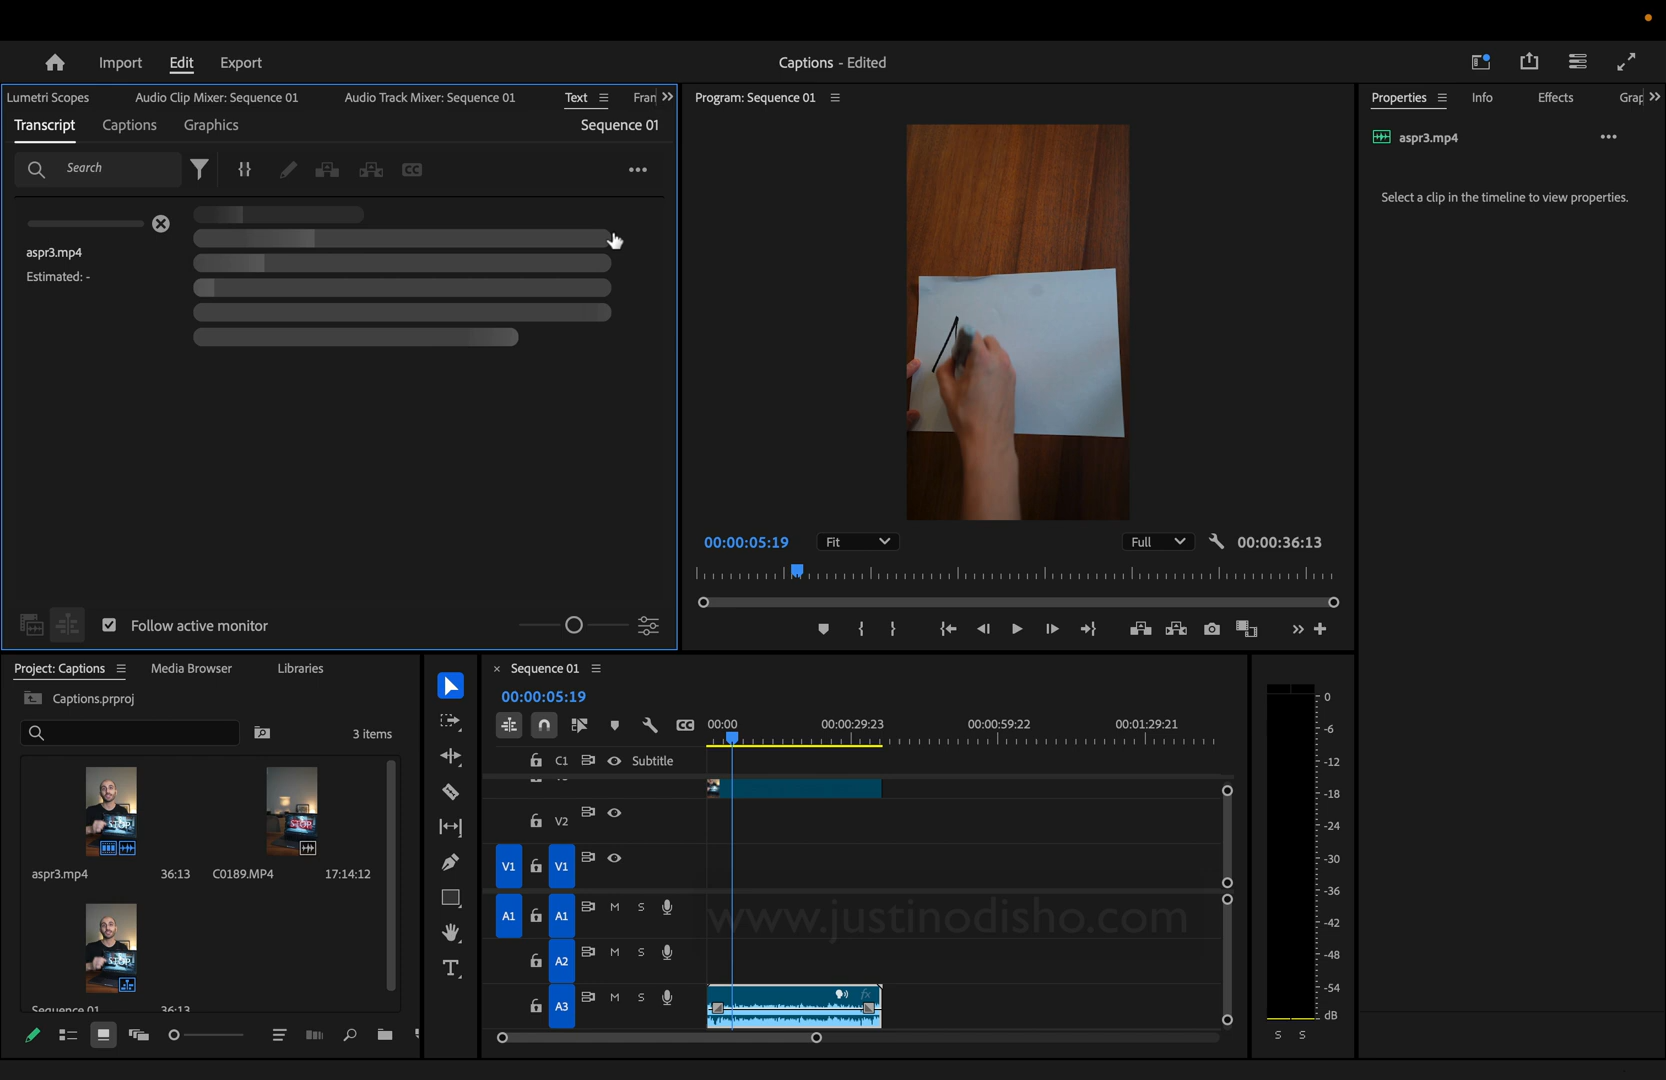 Import Edit Export Captions - Edited
Lumetri Scopes Audio Clip Mixer: Sequence 01 Audio Track Mixer: Sequence 01 Text Fran
Transcript Captions Graphics Sequence 01
Search
aspr3.mp4
Estimated: -
Follow active monitor
Program: Sequence 01
00:00:05:19 Fit Full 00:00:36:13
Properties Info Effects Grap
aspr3.mp4
Select a clip in the timeline to view properties.
Project: Captions Media Browser Libraries
Captions.prproj
3 items
STOP STOP
aspr3.mp4 36:13 C0189.MP4 17:14:12
STOP
Sequence 01 36:13
Sequence 01
00:00:05:19
00:00 00:00:29:23 00:00:59:22 00:01:29:21
C1 Subtitle
V2
V1 V1
A1 A1 M S
A2 M S
A3 M S
fx
www.justinodisho.com
0
-6
-12
-18
-24
-30
-36
-42
-48
-54
dB
S S